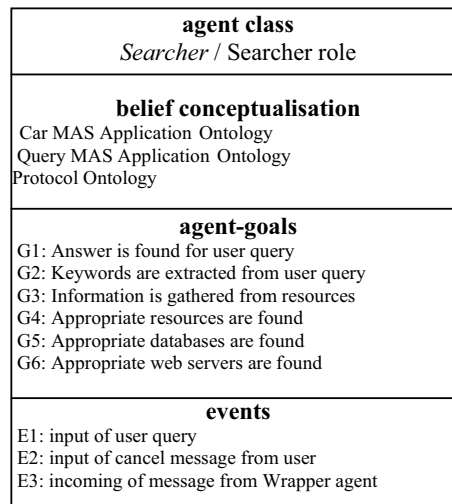 agent class
Searcher / Searcher role
belief conceptualisation
Car MAS Application Ontology
Query MAS Application Ontology
Protocol Ontology
agent-goals
G1: Answer is found for user query
G2: Keywords are extracted from user query
G3: Information is gathered from resources
G4: Appropriate resources are found
G5: Appropriate databases are found
G6: Appropriate web servers are found
events
E1: input of user query
E2: input of cancel message from user
E3: incoming of message from Wrapper agent